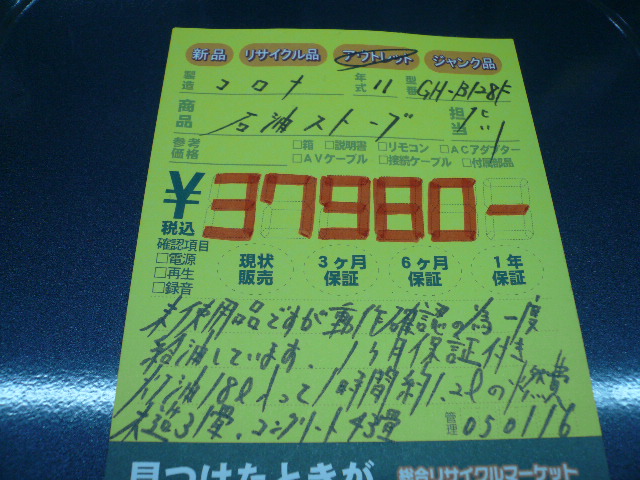 新品 リサイクル品 アウトレット ジャンク品
製造 コロナ 年式 11 型番
商品 石油ストーブ 担当
参考価格 □箱 □説明書 □リモコン □ACアダプター
□AVケーブル □接続ケーブル □付属部品
¥37980-
税込
確認項目
□電源
□再生
□録音
現状販売 3ヶ月保証 6ヶ月保証 1年保証
未使用品ですが動作確認の為一度
給油しています。1ヶ月保証付き
灯油18l入って1時間約1.2lの燃費
木造31畳、コンクリート43畳
管理 050116
見つけたときが 総合リサイクルマーケット